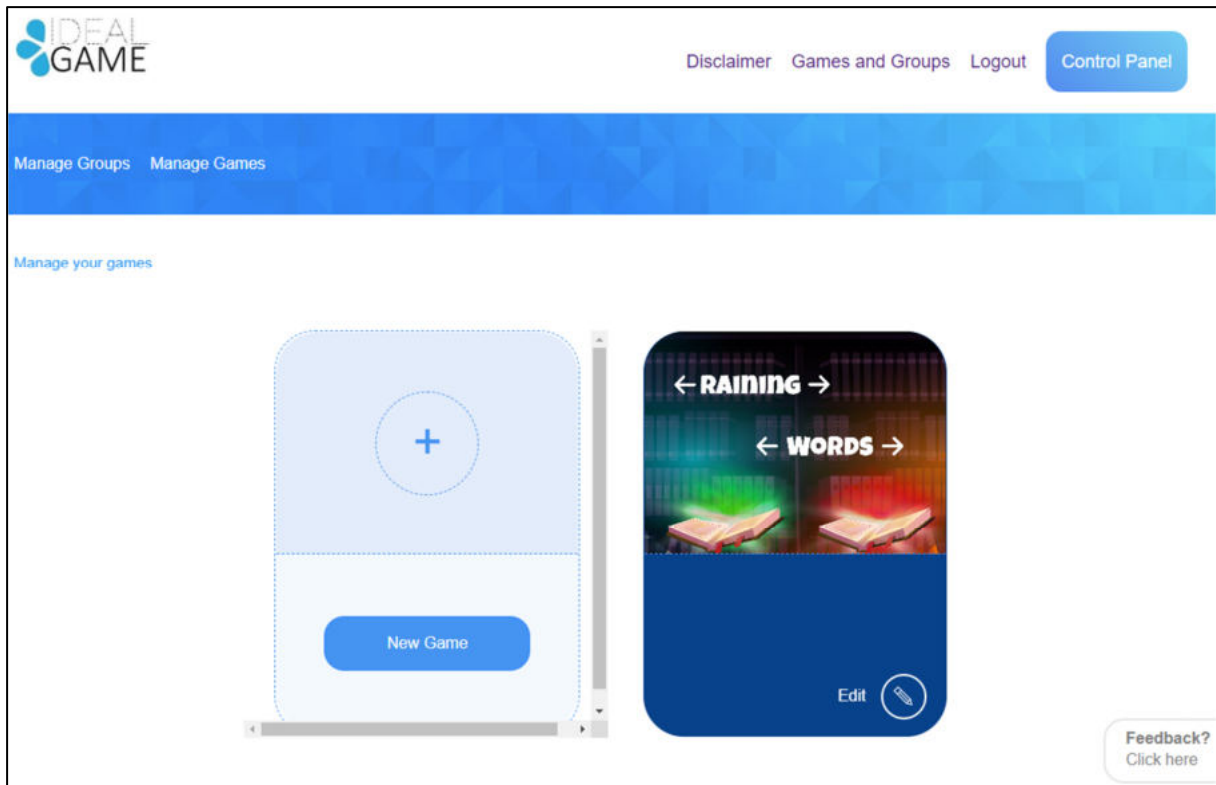 IDEAL
GAME
Disclaimer Games and Groups Logout Control Panel
Manage Groups Manage Games
Manage your games
+
← RAINING →
← WORDS →
New Game
Edit
Feedback?
Click here